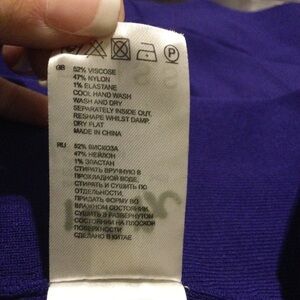 P
GB 52% VISCOSE
47% NYLON
1% ELASTANE
COOL HAND WASH
WASH AND DRY
SEPARATELY INSIDE OUT.
RESHAPE WHILST DAMP.
DRY FLAT
MADE IN CHINA
RU 52% ВИСКОЗА
47% НЕЙЛОН
1% ЭЛАСТАН
СТИРАТЬ ВРУЧНУЮ В
ПРОХЛАДНОЙ ВОДЕ.
СТИРАТЬ И СУШИТЬ ПО
ОТДЕЛЬНОСТИ.
ПРИДАТЬ ФОРМУ ВО
ВЛАЖНОМ СОСТОЯНИИ.
СУШИТЬ В РАЗВЕРНУТОМ
СОСТОЯНИИ НА ПЛОСКОЙ
ПОВЕРХНОСТИ
СДЕЛАНО В КИТАЕ